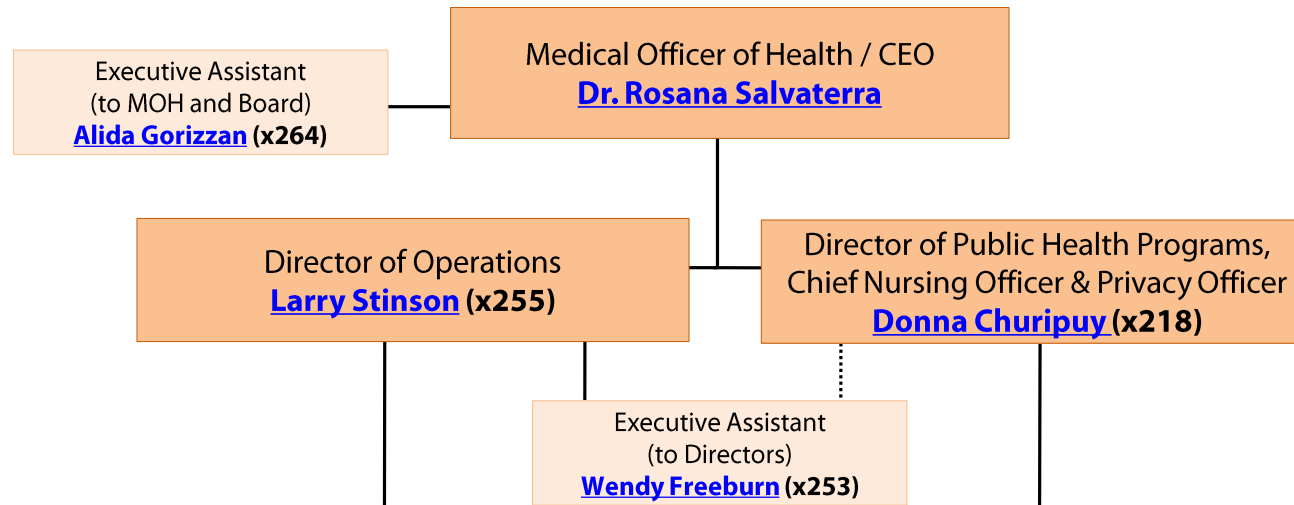 Medical Officer of Health / CEO
Dr. Rosana Salvaterra
Executive Assistant
(to MOH and Board)
Alida Gorizzan (x264)
Director of Operations
Larry Stinson (x255)
Director of Public Health Programs,
Chief Nursing Officer & Privacy Officer
Donna Churipuy (x218)
Executive Assistant
(to Directors)
Wendy Freeburn (x253)